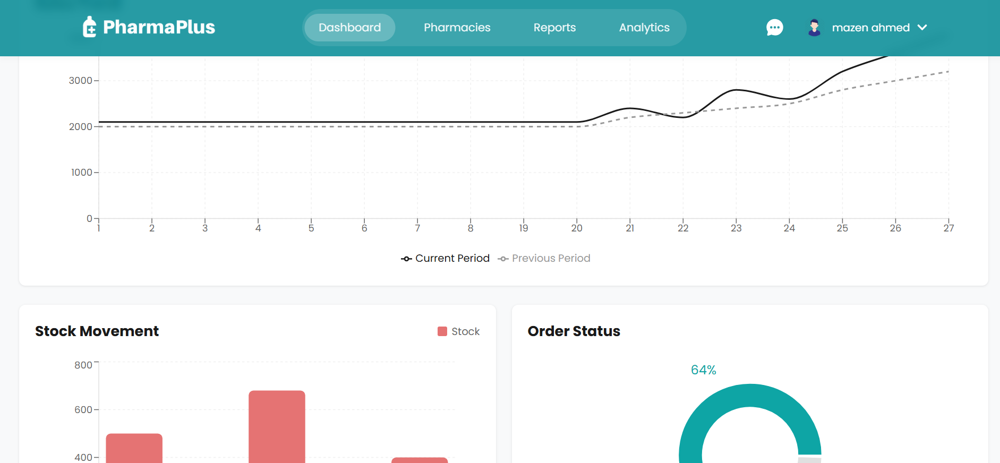 PharmaPlus
Dashboard Pharmacies Reports Analytics
mazen ahmed
3000
2000
1000
0
1 2 3 4 5 6 7 8 19 20 21 22 23 24 25 26 27
Current Period Previous Period
Stock Movement
Stock
800
600
400
Order Status
64%